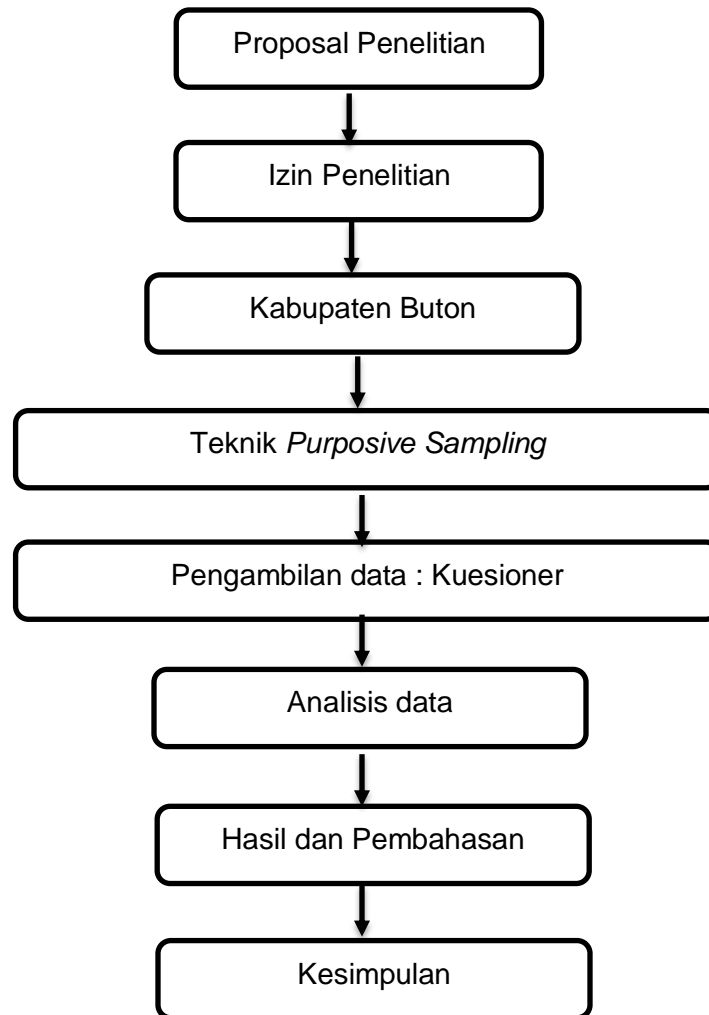 Proposal Penelitian
Izin Penelitian
Kabupaten Buton
Teknik Purposive Sampling
Pengambilan data : Kuesioner
Analisis data
Hasil dan Pembahasan
Kesimpulan